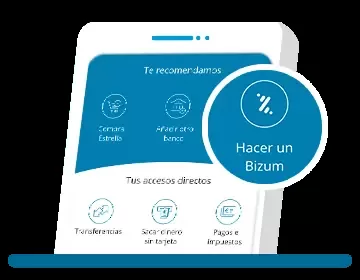 Te recomendamos
Compra
Estrella
Añadir otro
banco
Hacer un
Bizum
Tus accesos directos
Transferencias
Sacar dinero
sin tarjeta
Pagos e
impuestos